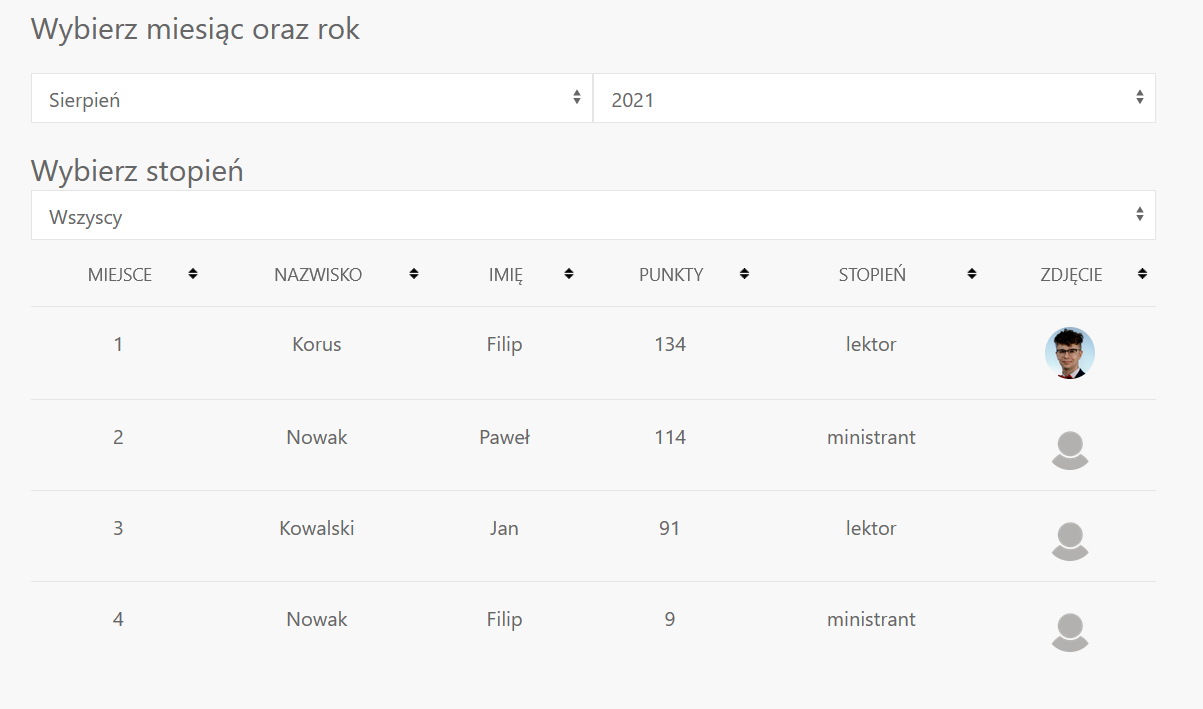 Wybierz miesiąc oraz rok
Sierpień 2021
Wybierz stopień
Wszyscy
MIEJSCE NAZWISKO IMIĘ PUNKTY STOPIEŃ ZDJĘCIE
1 Korus Filip 134 lektor
2 Nowak Paweł 114 ministrant
3 Kowalski Jan 91 lektor
4 Nowak Filip 9 ministrant